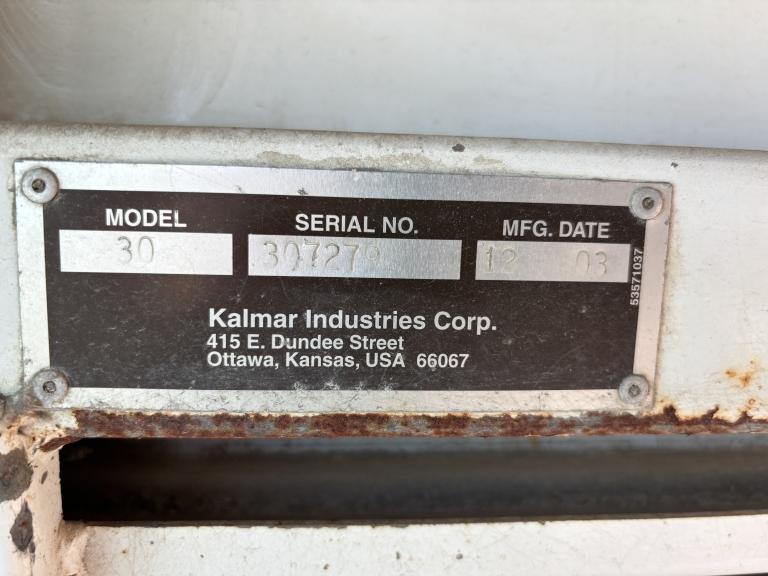 MODEL SERIAL NO. MFG. DATE
30 12 03
Kalmar Industries Corp.
415 E. Dundee Street
Ottawa, Kansas, USA 66067
53571037